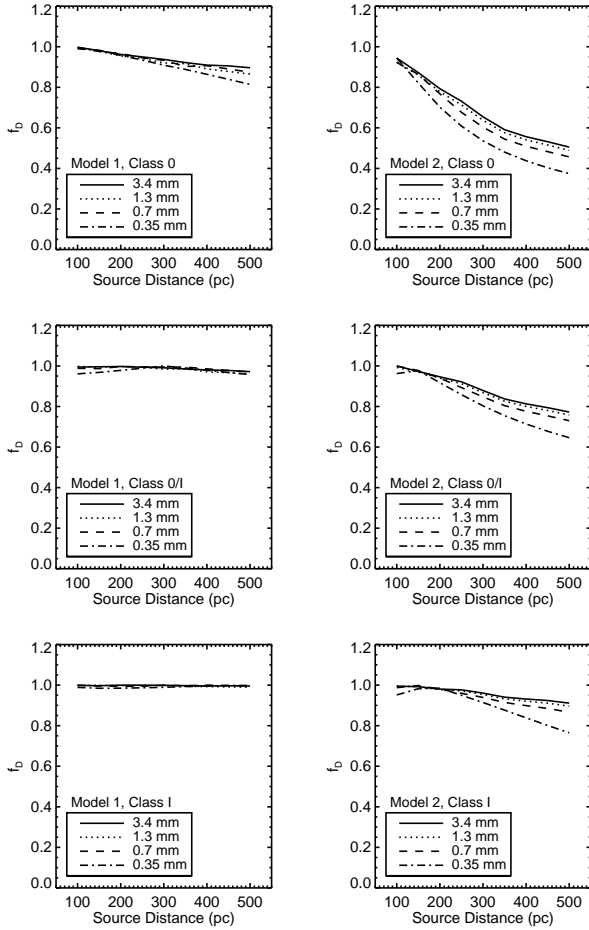 1.2
1.0
0.8
0.6
0.4
0.2
0.0
f_D
Model 1, Class 0
3.4 mm
1.3 mm
0.7 mm
0.35 mm
100 200 300 400 500
Source Distance (pc)
1.2
1.0
0.8
0.6
0.4
0.2
0.0
f_D
Model 2, Class 0
3.4 mm
1.3 mm
0.7 mm
0.35 mm
100 200 300 400 500
Source Distance (pc)
1.2
1.0
0.8
0.6
0.4
0.2
0.0
f_D
Model 1, Class 0/I
3.4 mm
1.3 mm
0.7 mm
0.35 mm
100 200 300 400 500
Source Distance (pc)
1.2
1.0
0.8
0.6
0.4
0.2
0.0
f_D
Model 2, Class 0/I
3.4 mm
1.3 mm
0.7 mm
0.35 mm
100 200 300 400 500
Source Distance (pc)
1.2
1.0
0.8
0.6
0.4
0.2
0.0
f_D
Model 1, Class I
3.4 mm
1.3 mm
0.7 mm
0.35 mm
100 200 300 400 500
Source Distance (pc)
1.2
1.0
0.8
0.6
0.4
0.2
0.0
f_D
Model 2, Class I
3.4 mm
1.3 mm
0.7 mm
0.35 mm
100 200 300 400 500
Source Distance (pc)